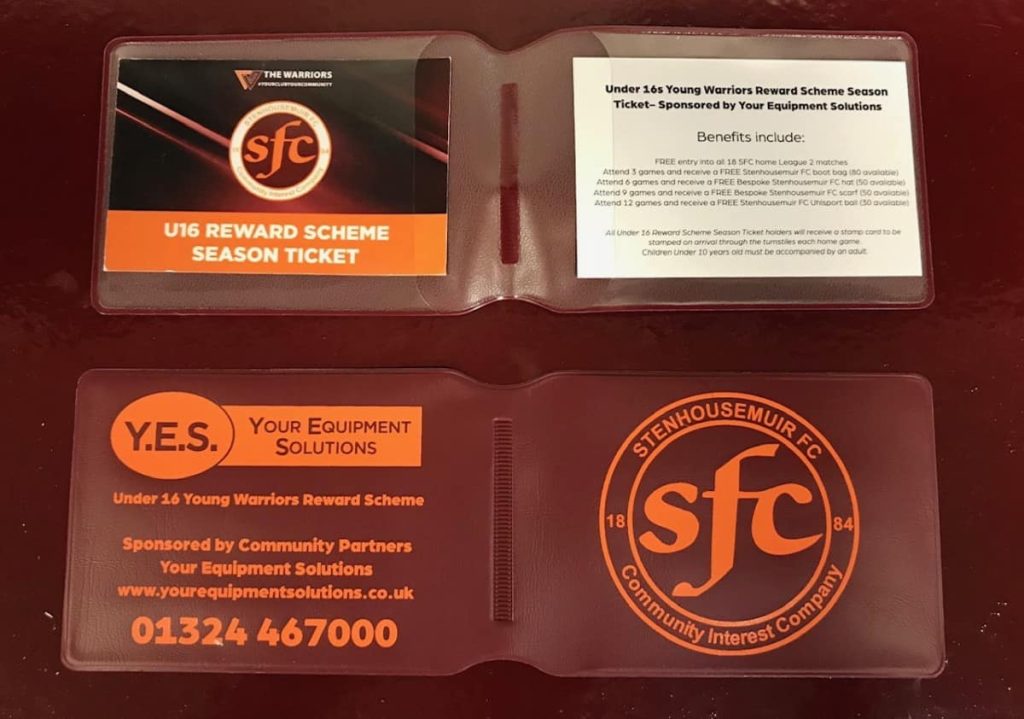 THE WARRIORS
#YOURCLUBYOURCOMMUNITY
STENHOUSEMUIR FC
sfc
Community Interest Company
U16 REWARD SCHEME
SEASON TICKET
Under 16s Young Warriors Reward Scheme Season
Ticket– Sponsored by Your Equipment Solutions
Benefits include:
FREE entry into all 18 SFC home League 2 matches
Attend 3 games and receive a FREE Stenhousemuir FC boot bag (80 available)
Attend 6 games and receive a FREE Bespoke Stenhousemuir FC hat (50 available)
Attend 9 games and receive a FREE Bespoke Stenhousemuir FC scarf (50 available)
Attend 12 games and receive a FREE Stenhousemuir FC Uhlsport ball (30 available)
All Under 16 Reward Scheme Season Ticket holders will receive a stamp card to be
stamped on arrival through the turnstiles each home game.
Children Under 10 years old must be accompanied by an adult.
Y.E.S.
YOUR EQUIPMENT
SOLUTIONS
Under 16 Young Warriors Reward Scheme
Sponsored by Community Partners
Your Equipment Solutions
www.yourequipmentsolutions.co.uk
01324 467000
STENHOUSEMUIR FC
18 sfc 84
Community Interest Company